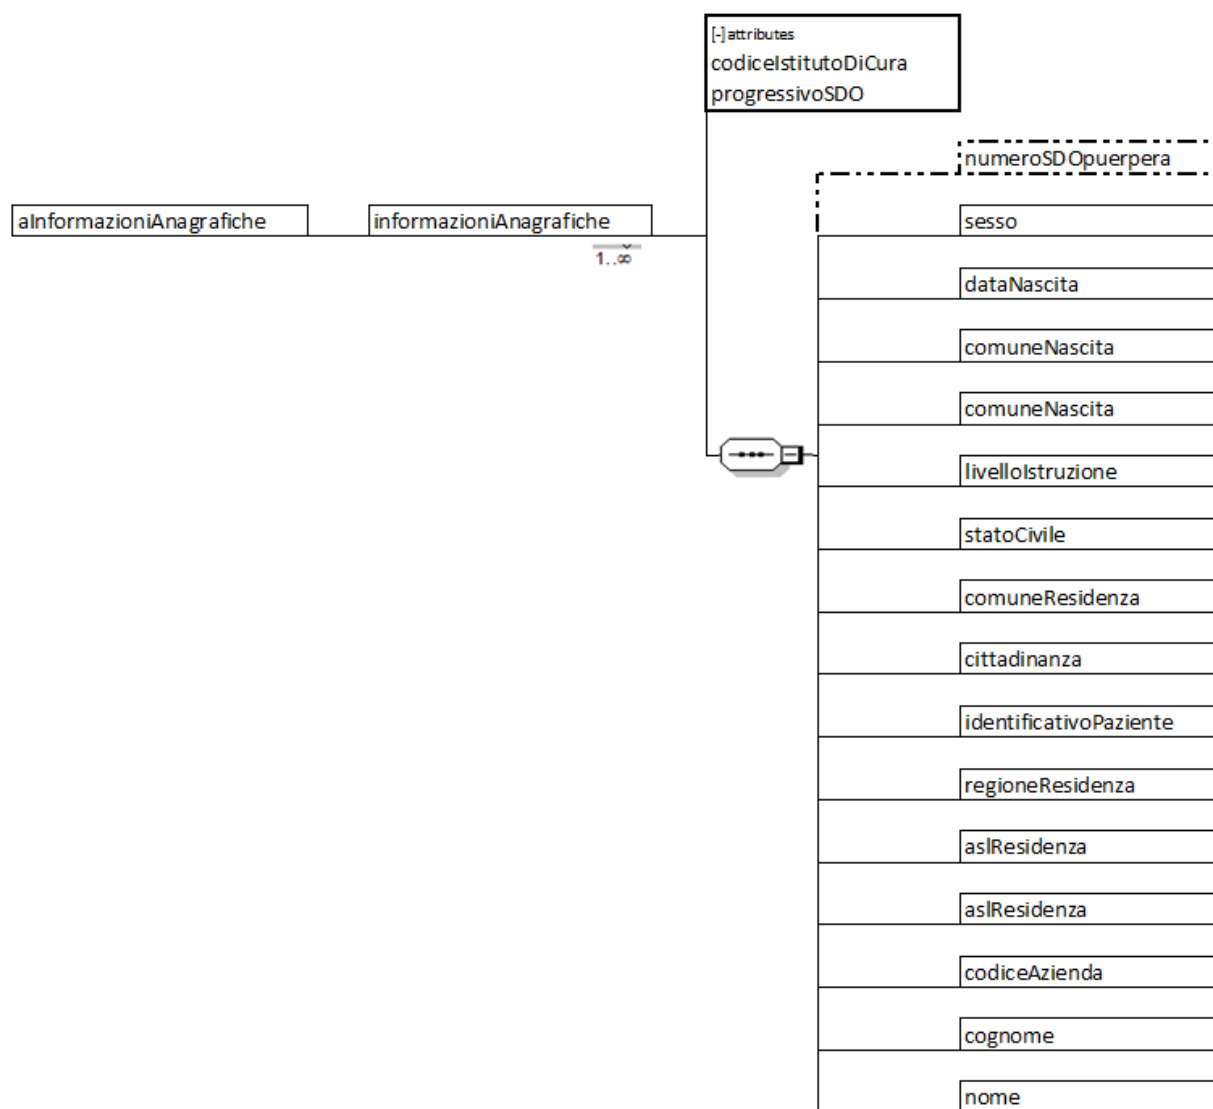 [-]attributes
codiceIstitutoDiCura
progressivoSDO
numeroSDOpuerpera
aInformazioniAnagrafiche
informazioniAnagrafiche
1..∞
sesso
dataNascita
comuneNascita
comuneNascita
livelloIstruzione
statoCivile
comuneResidenza
cittadinanza
identificativoPaziente
regioneResidenza
aslResidenza
aslResidenza
codiceAzienda
cognome
nome